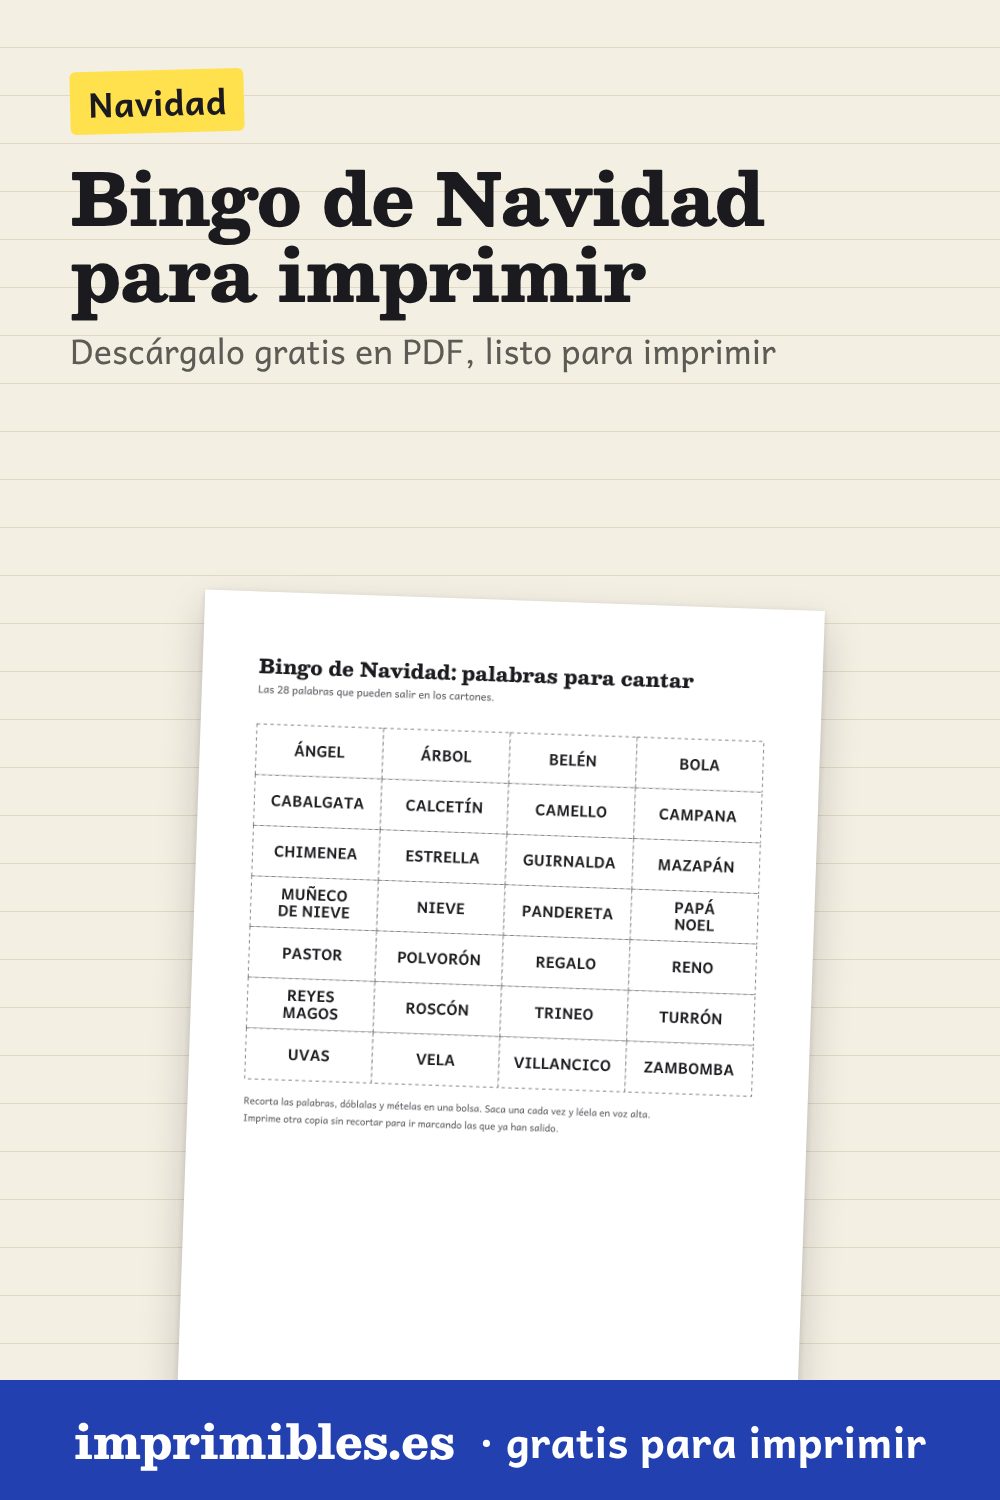 Navidad
Bingo de Navidad
para imprimir
Descárgalo gratis en PDF, listo para imprimir
Bingo de Navidad: palabras para cantar
Las 28 palabras que pueden salir en los cartones.
ÁNGEL ÁRBOL BELÉN BOLA
CABALGATA CALCETÍN CAMELLO CAMPANA
CHIMENEA ESTRELLA GUIRNALDA MAZAPÁN
MUÑECO DE NIEVE NIEVE PANDERETA PAPÁ NOEL
PASTOR POLVORÓN REGALO RENO
REYES MAGOS ROSCÓN TRINEO TURRÓN
UVAS VELA VILLANCICO ZAMBOMBA
Recorta las palabras, dóblalas y mételas en una bolsa. Saca una cada vez y léela en voz alta.
Imprime otra copia sin recortar para ir marcando las que ya han salido.
imprimibles.es · gratis para imprimir